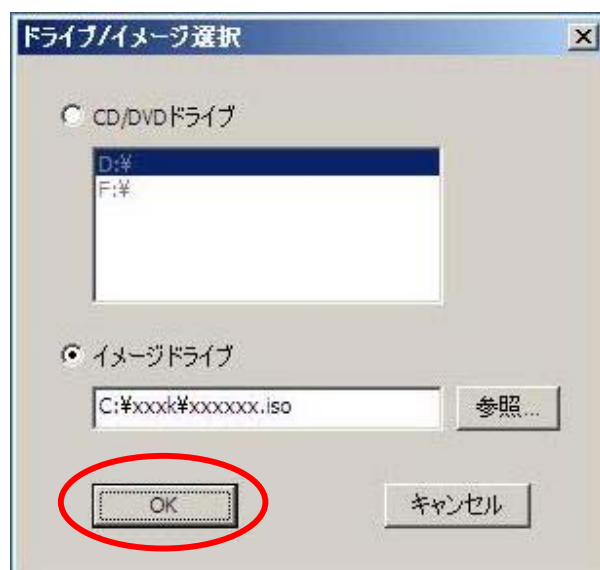 ドライブ/イメージ選択
CD/DVDドライブ
D:¥
F:¥
イメージドライブ
C:¥xxxk¥xxxxxx.iso
参照...
OK
キャンセル